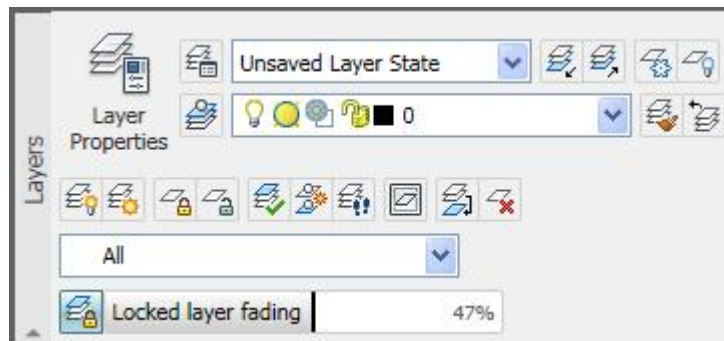 Layers
Unsaved Layer State
Layer
Properties
0
All
Locked layer fading 47%